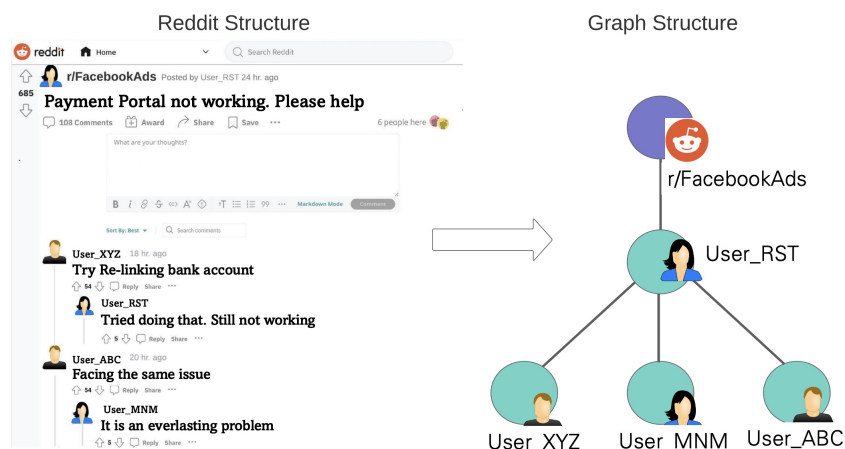 Reddit Structure
Graph Structure
reddit Home Search Reddit
r/FacebookAds Posted by User_RST 24 hr. ago
685
Payment Portal not working. Please help
108 Comments Award Share Save ··· 6 people here
What are your thoughts?
B i S <> A T 99 ··· Markdown Mode Comment
Sort By: Best Search comments
User_XYZ 18 hr. ago
Try Re-linking bank account
54 Reply Share ···
User_RST
Tried doing that. Still not working
5 Reply Share ···
User_ABC 20 hr. ago
Facing the same issue
54 Reply Share ···
User_MNM
It is an everlasting problem
5 Reply Share ···
r/FacebookAds
User_RST
User_XYZ
User_MNM
User_ABC